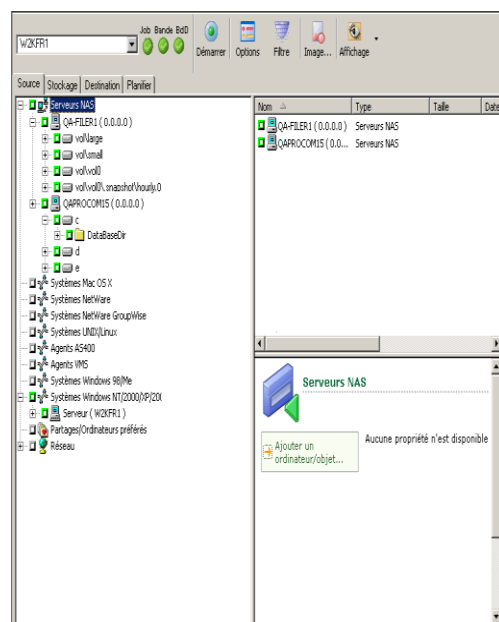 Job Bande BdD
W2KFR1
Démarrer Options Filtre Image... Affichage
Source Stockage Destination Planifier
Serveurs NAS
QA-FILER1 ( 0.0.0.0 )
vol\large
vol\small
vol\vol0
vol\vol0\.snapshot\hourly.0
QAPROCOM15 ( 0.0.0.0 )
c
DataBaseDir
d
e
Systèmes Mac OS X
Systèmes NetWare
Systèmes NetWare GroupWise
Systèmes UNIX/Linux
Agents AS400
Agents VMS
Systèmes Windows 98/Me
Systèmes Windows NT/2000/XP/20(
Serveur ( W2KFR1 )
Partages/Ordinateurs préférés
Réseau
Nom Type Taille Date
QA-FILER1 ( 0.0.0.0 ) Serveurs NAS
QAPROCOM15 ( 0.0... Serveurs NAS
Serveurs NAS
Ajouter un
ordinateur/objet...
Aucune propriété n'est disponible